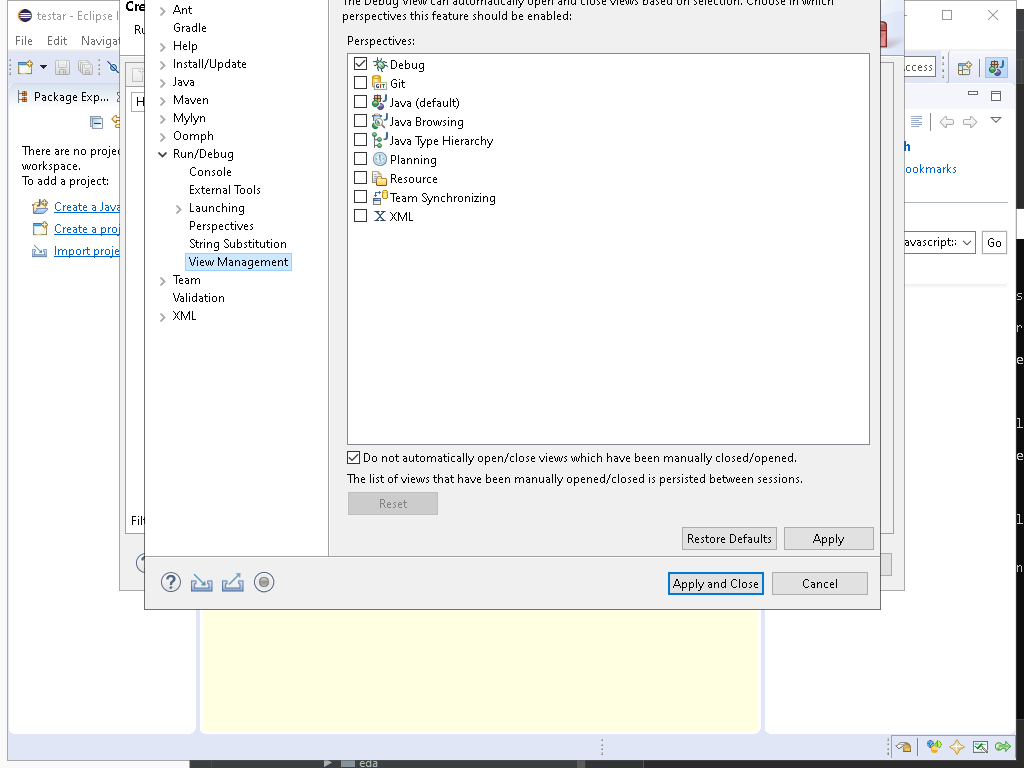 testar - Eclipse I
File Edit Navigat
Package Exp...
There are no proje
workspace.
To add a project:
Create a Java
Create a proj
Import proje
Cre
Ru
H
Filt
Ant
Gradle
Help
Install/Update
Java
Maven
Mylyn
Oomph
Run/Debug
Console
External Tools
Launching
Perspectives
String Substitution
View Management
Team
Validation
XML
The Debug View can automatically open and close views based on selection. Choose in which
perspectives this feature should be enabled:
Perspectives:
Debug
Git
Java (default)
Java Browsing
Java Type Hierarchy
Planning
Resource
Team Synchronizing
XML
Do not automatically open/close views which have been manually closed/opened.
The list of views that have been manually opened/closed is persisted between sessions.
Reset
Restore Defaults Apply
Apply and Close Cancel
ccess
h
ookmarks
avascript:
Go
eda